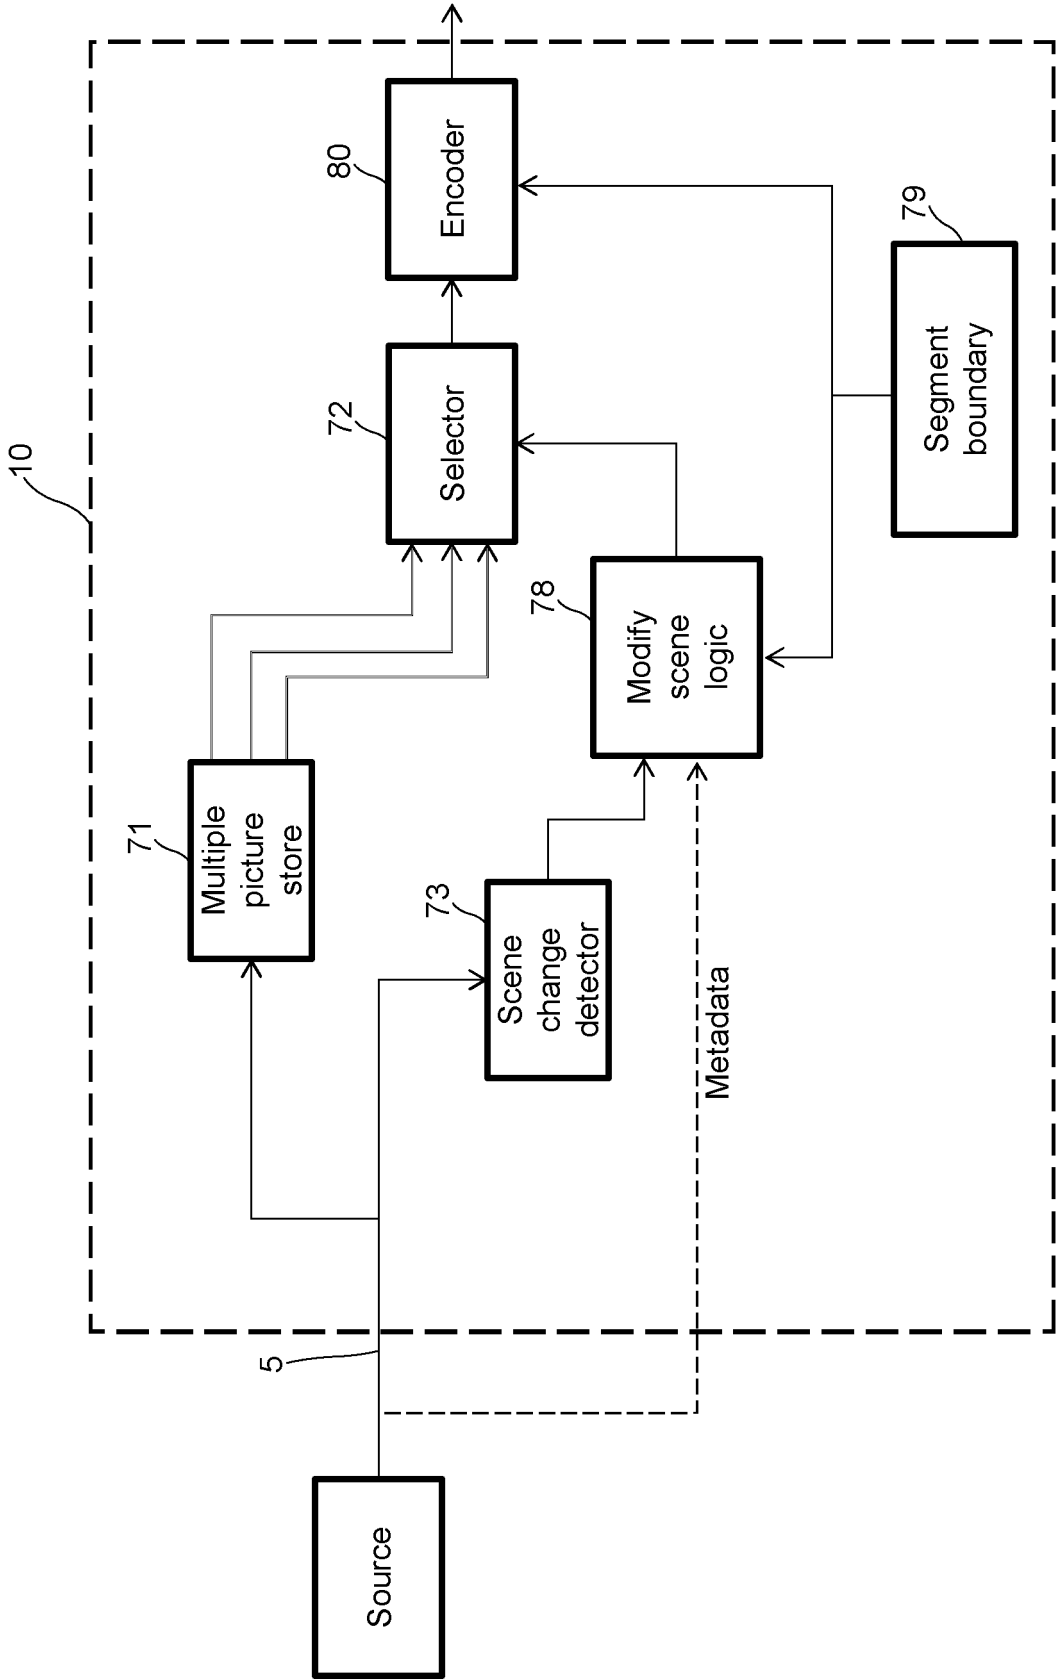 10
Source
5
Multiple
picture
store
71
Scene
change
detector
73
Metadata
Modify
scene
logic
78
Selector
72
Encoder
80
Segment
boundary
79